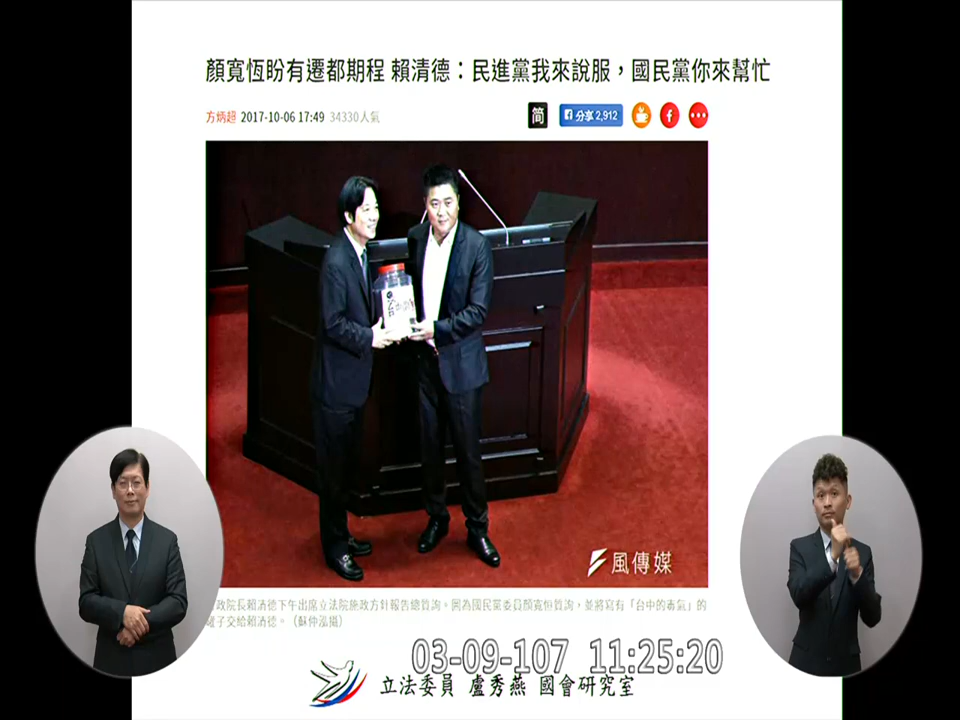 顏寬恆盼有遷都期程 賴清德：民進黨我來說服，國民黨你來幫忙
方炳超 2017-10-06 17:49 34330人氣
简 分享 2,912
風傳媒
政院長賴清德下午出席立法院施政方針報告總質詢。圖為國民黨委員顏寬恒質詢，並將寫有「台中的毒氣」的
罐子交給賴清德。（蘇仲泓攝）
03-09-107 11:25:20
立法委員 盧秀燕 國會研究室